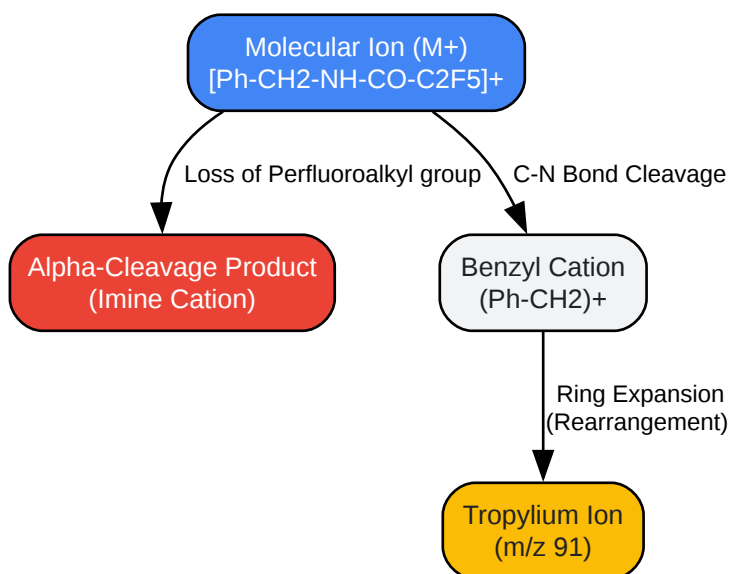 Molecular Ion (M+)
[Ph-CH2-NH-CO-C2F5]+
Loss of Perfluoroalkyl group
C-N Bond Cleavage
Alpha-Cleavage Product
(Imine Cation)
Benzyl Cation
(Ph-CH2)+
Ring Expansion
(Rearrangement)
Tropylium Ion
(m/z 91)